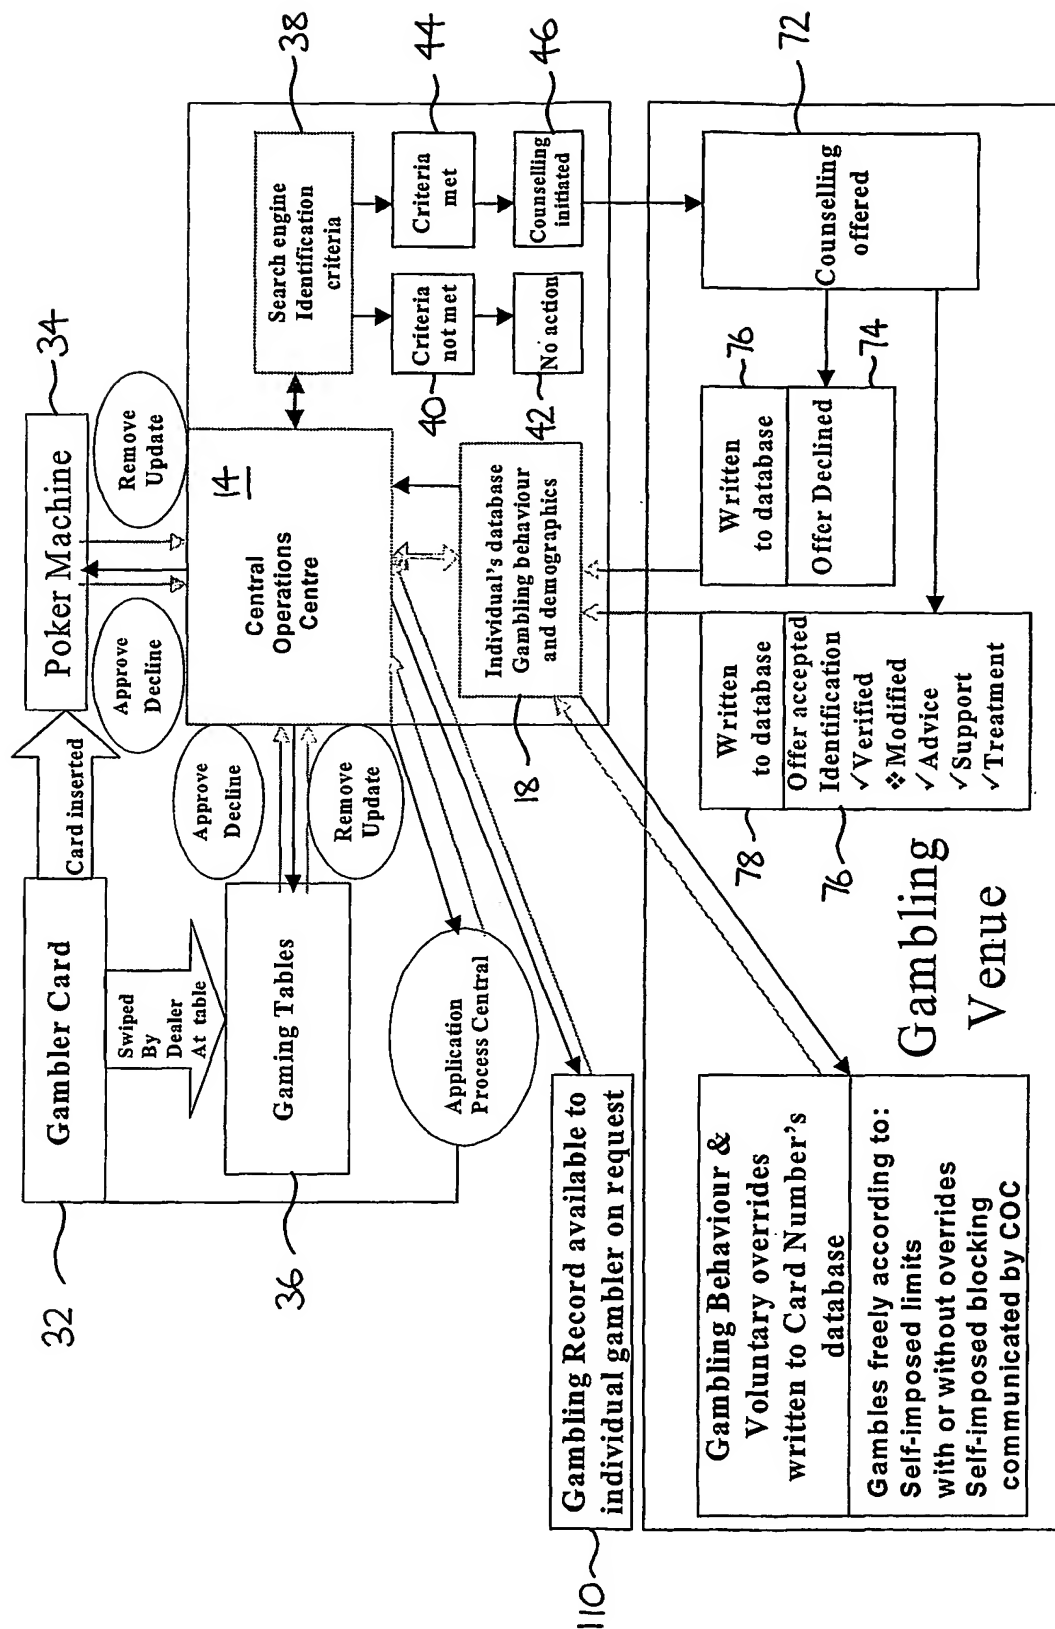 32
Gambler Card
Card inserted
Poker Machine
34
Swiped
By
Dealer
At table
Approve
Decline
Remove
Update
36
Gaming Tables
Approve
Decline
Remove
Update
14
Central
Operations
Centre
Search engine
Identification
criteria
38
Criteria
not met
40
Criteria
met
44
No action
42
Counselling
initiated
46
Application
Process Central
18
Individual's database
Gambling behaviour
and demographics
110
Gambling Record available to
individual gambler on request
Gambling Behaviour &
Voluntary overrides
written to Card Number's
database
Gambles freely according to:
Self-imposed limits
with or without overrides
Self-imposed blocking
communicated by COC
Gambling
Venue
78
Written
to database
76
Offer accepted
Identification
✓Verified
❖Modified
✓Advice
✓Support
✓Treatment
Written
to database
76
Offer Declined
74
Counselling
offered
72